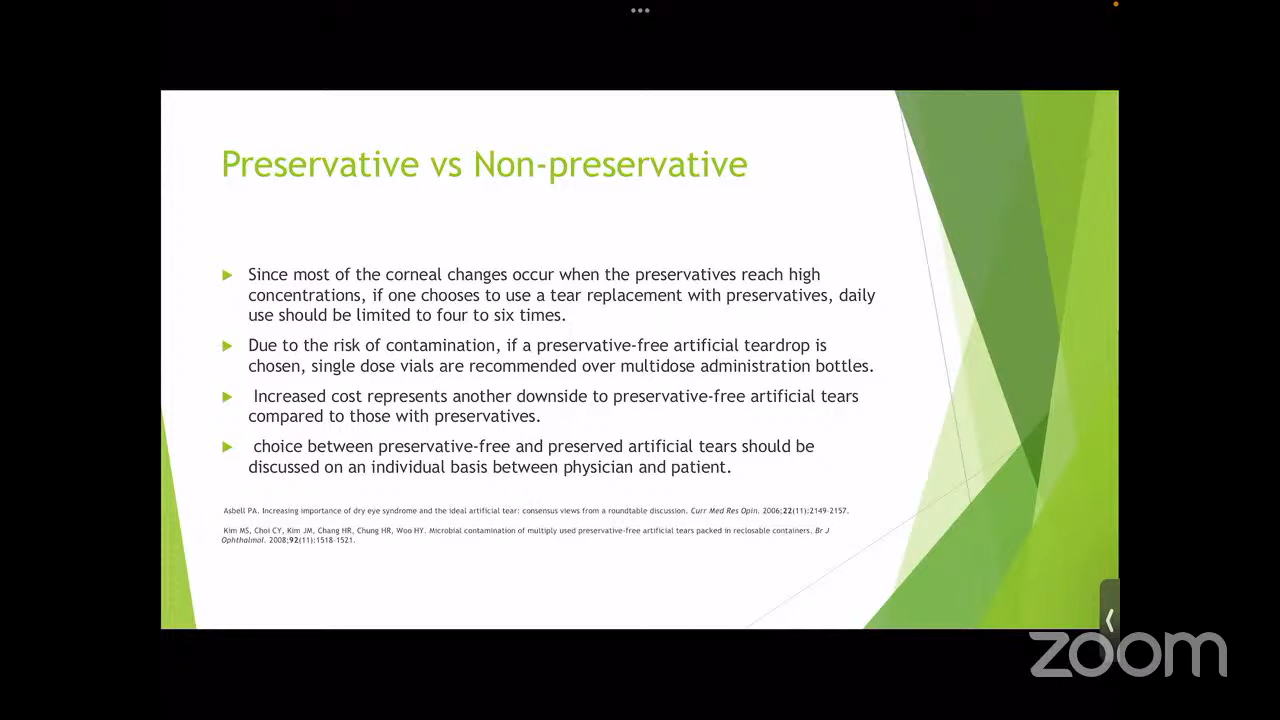 Preservative vs Non-preservative
Since most of the corneal changes occur when the preservatives reach high
concentrations, if one chooses to use a tear replacement with preservatives, daily
use should be limited to four to six times.
Due to the risk of contamination, if a preservative-free artificial teardrop is
chosen, single dose vials are recommended over multidose administration bottles.
Increased cost represents another downside to preservative-free artificial tears
compared to those with preservatives.
choice between preservative-free and preserved artificial tears should be
discussed on an individual basis between physician and patient.
Asbell PA. Increasing importance of dry eye syndrome and the ideal artificial tear: consensus views from a roundtable discussion. Curr Med Res Opin. 2006;22(11):2149-2157.
Kim MS, Choi CY, Kim JM, Chang HR, Chung HR, Woo HY. Microbial contamination of multiply used preservative-free artificial tears packed in reclosable containers. Br J
Ophthalmol. 2008;92(11):1518-1521.
zoom